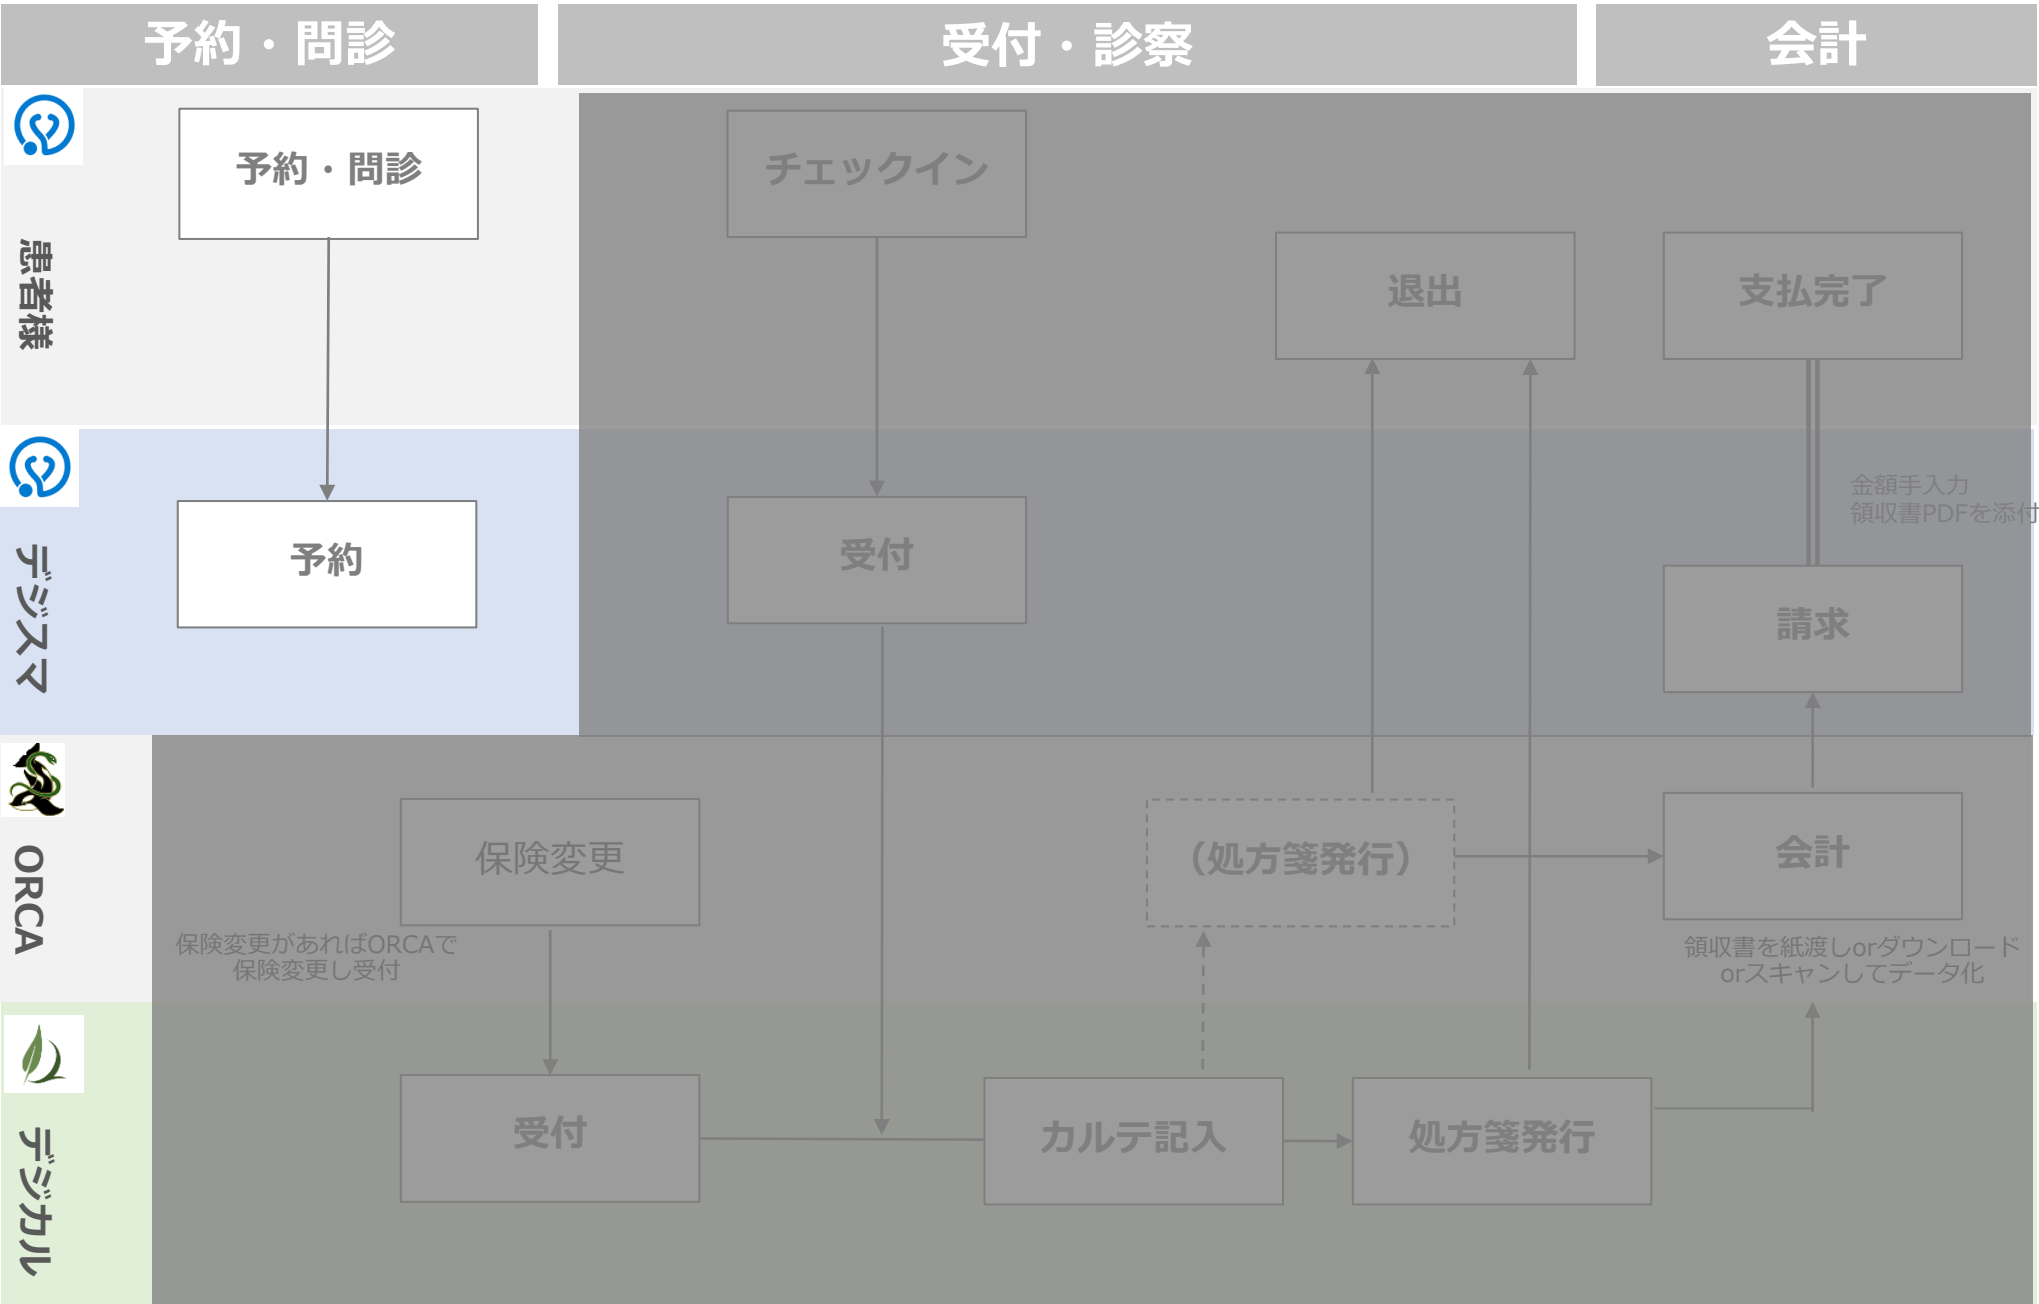 予約・問診
受付・診察
会計
患者様
予約・問診
チェックイン
退出
支払完了
デジスマ
予約
受付
金額手入力
領収書PDFを添付
請求
ORCA
保険変更
保険変更があればORCAで
保険変更し受付
（処方箋発行）
会計
領収書を紙渡しorダウンロード
orスキャンしてデータ化
デジカル
受付
カルテ記入
処方箋発行